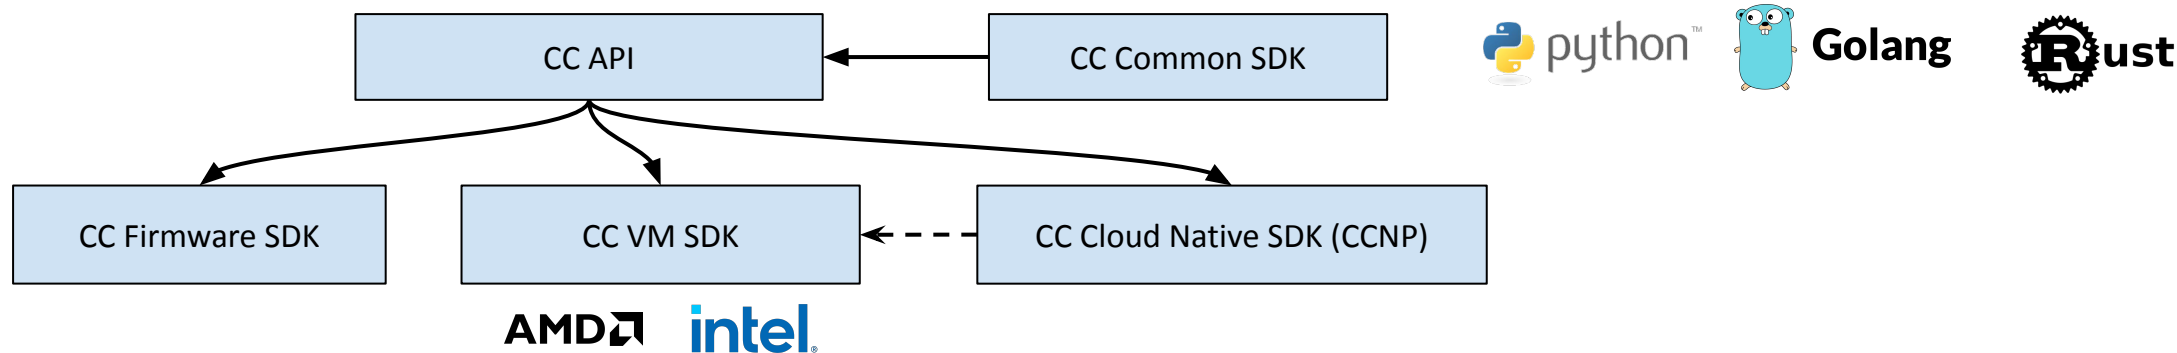 CC API
CC Common SDK
python™
Golang
Rust
CC Firmware SDK
CC VM SDK
CC Cloud Native SDK (CCNP)
AMD
intel®